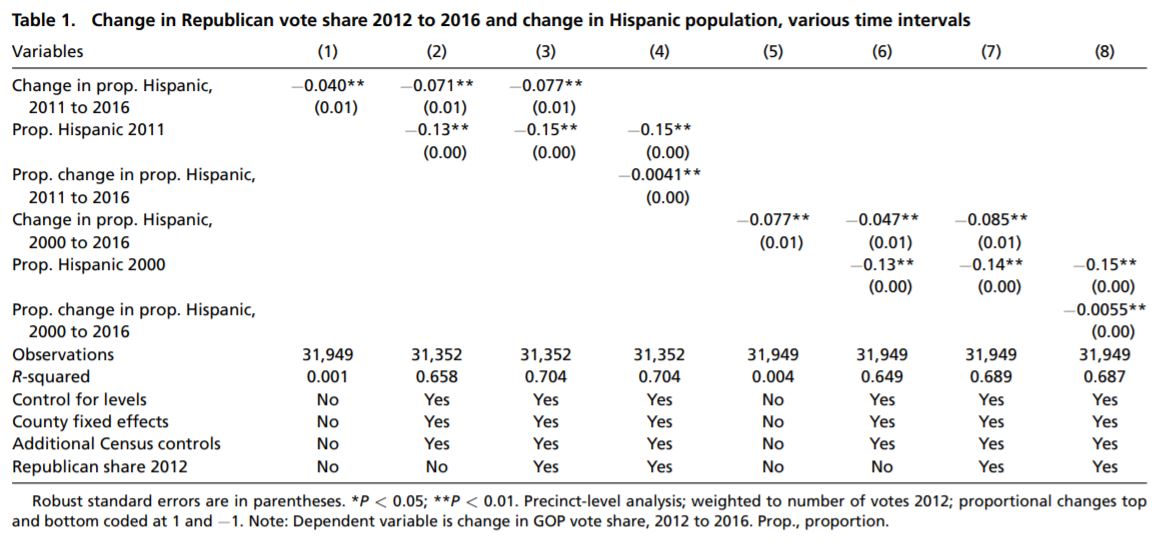 Table 1. Change in Republican vote share 2012 to 2016 and change in Hispanic population, various time intervals
Variables (1) (2) (3) (4) (5) (6) (7) (8)
Change in prop. Hispanic, −0.040** −0.071** −0.077**
2011 to 2016 (0.01) (0.01) (0.01)
Prop. Hispanic 2011 −0.13** −0.15** −0.15**
(0.00) (0.00) (0.00)
Prop. change in prop. Hispanic, −0.0041**
2011 to 2016 (0.00)
Change in prop. Hispanic, −0.077** −0.047** −0.085**
2000 to 2016 (0.01) (0.01) (0.01)
Prop. Hispanic 2000 −0.13** −0.14** −0.15**
(0.00) (0.00) (0.00)
Prop. change in prop. Hispanic, −0.0055**
2000 to 2016 (0.00)
Observations 31,949 31,352 31,352 31,352 31,949 31,949 31,949 31,949
R-squared 0.001 0.658 0.704 0.704 0.004 0.649 0.689 0.687
Control for levels No Yes Yes Yes No Yes Yes Yes
County fixed effects No Yes Yes Yes No Yes Yes Yes
Additional Census controls No Yes Yes Yes No Yes Yes Yes
Republican share 2012 No No Yes Yes No No Yes Yes
Robust standard errors are in parentheses. *P < 0.05; **P < 0.01. Precinct-level analysis; weighted to number of votes 2012; proportional changes top
and bottom coded at 1 and −1. Note: Dependent variable is change in GOP vote share, 2012 to 2016. Prop., proportion.